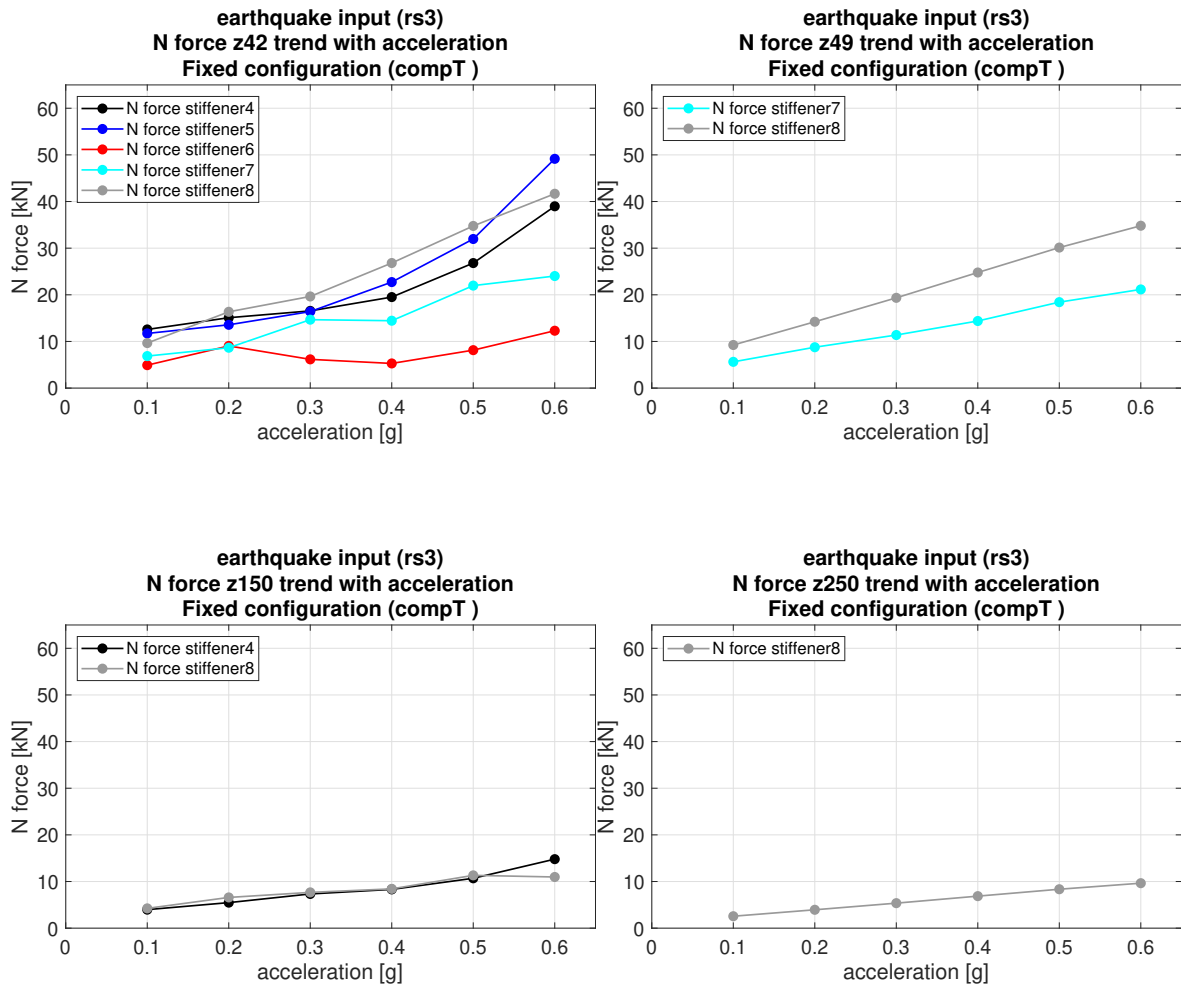 earthquake input (rs3)
N force z42 trend with acceleration
Fixed configuration (compT )
N force stiffener4
N force stiffener5
N force stiffener6
N force stiffener7
N force stiffener8
60
50
40
30
20
10
0
N force [kN]
0 0.1 0.2 0.3 0.4 0.5 0.6
acceleration [g]
earthquake input (rs3)
N force z49 trend with acceleration
Fixed configuration (compT )
N force stiffener7
N force stiffener8
60
50
40
30
20
10
0
N force [kN]
0 0.1 0.2 0.3 0.4 0.5 0.6
acceleration [g]
earthquake input (rs3)
N force z150 trend with acceleration
Fixed configuration (compT )
N force stiffener4
N force stiffener8
60
50
40
30
20
10
0
N force [kN]
0 0.1 0.2 0.3 0.4 0.5 0.6
acceleration [g]
earthquake input (rs3)
N force z250 trend with acceleration
Fixed configuration (compT )
N force stiffener8
60
50
40
30
20
10
0
N force [kN]
0 0.1 0.2 0.3 0.4 0.5 0.6
acceleration [g]